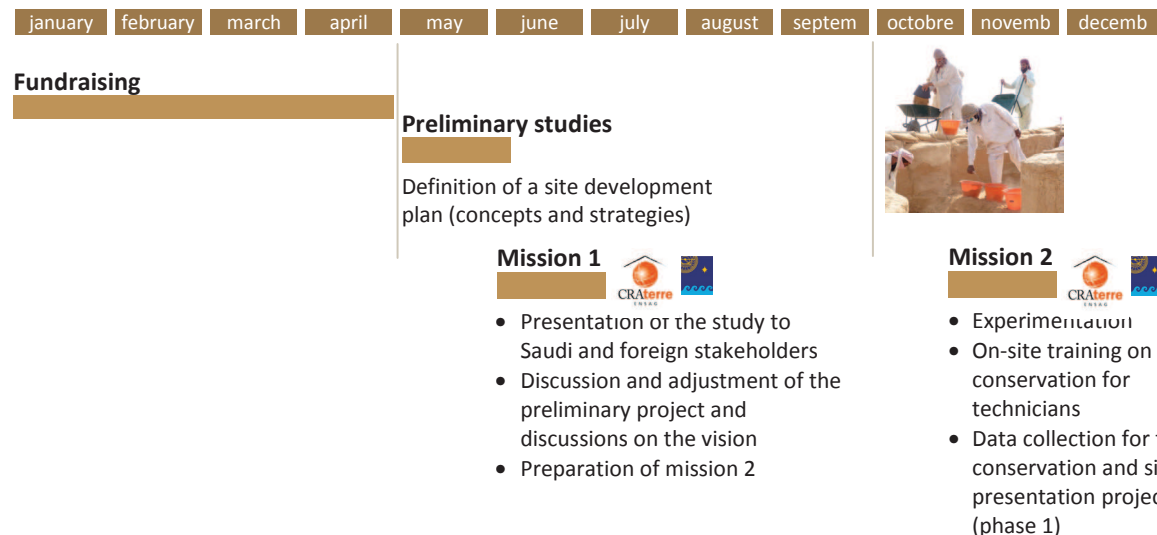 january february march april may june july august septem octobre novemb decemb
Fundraising
Preliminary studies
Definition of a site development
plan (concepts and strategies)
Mission 1
CRAterre
ENSAG
• Presentation of the study to
Saudi and foreign stakeholders
• Discussion and adjustment of the
preliminary project and
discussions on the vision
• Preparation of mission 2
Mission 2
CRAterre
ENSAG
• Experimentation
• On-site training on
conservation for
technicians
• Data collection for
conservation and
presentation
(phase 1)